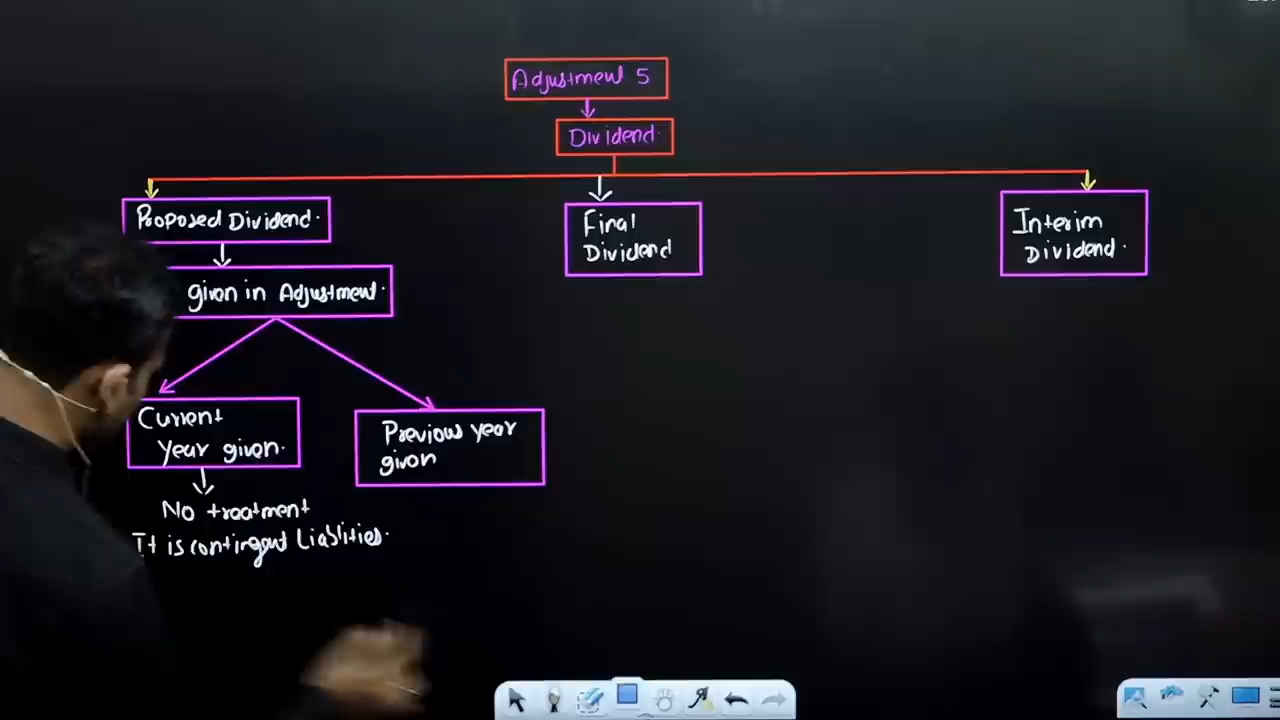 Adjustment 5
Dividend
Proposed Dividend
Final
Dividend
Interim
Dividend
given in Adjustment
Current
Year given
Previous year
given
No treatment
It is contingent Liablities